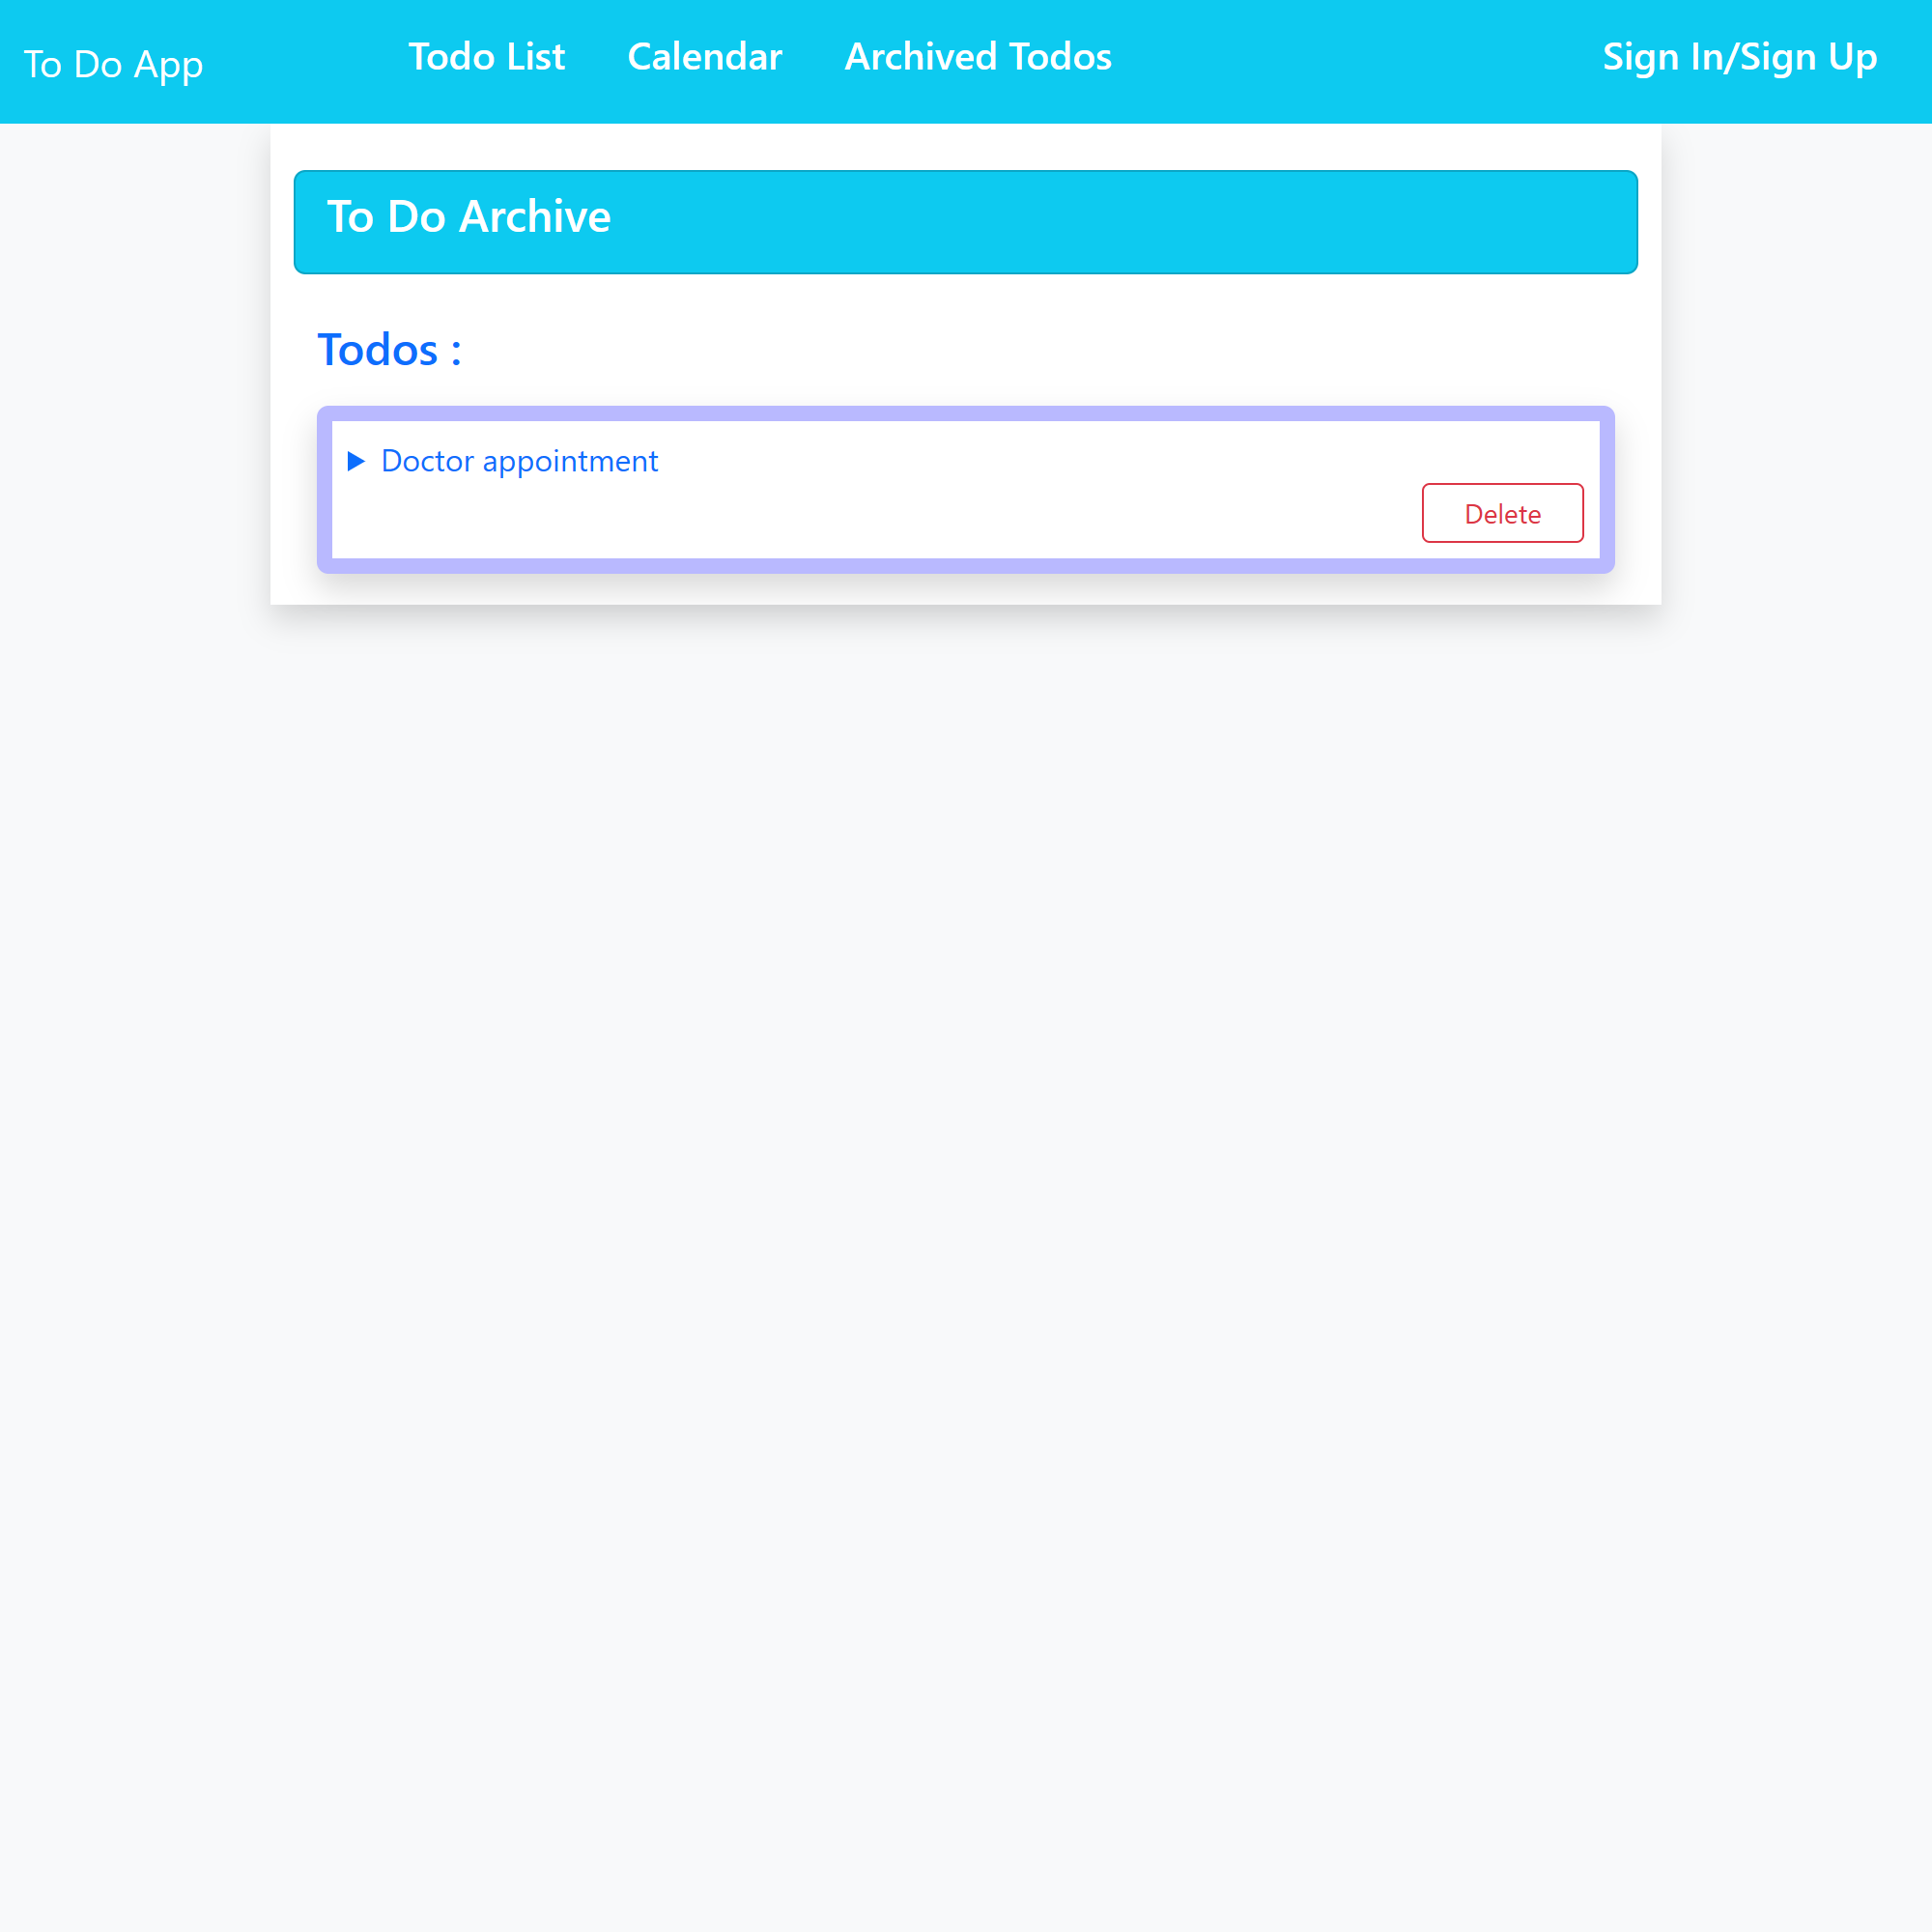 To Do App
Todo List
Calendar
Archived Todos
Sign In/Sign Up
To Do Archive
Todos :
Doctor appointment
Delete